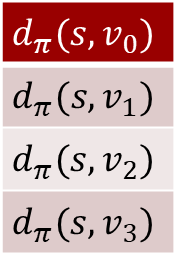 d_π(s, v_0)
d_π(s, v_1)
d_π(s, v_2)
d_π(s, v_3)